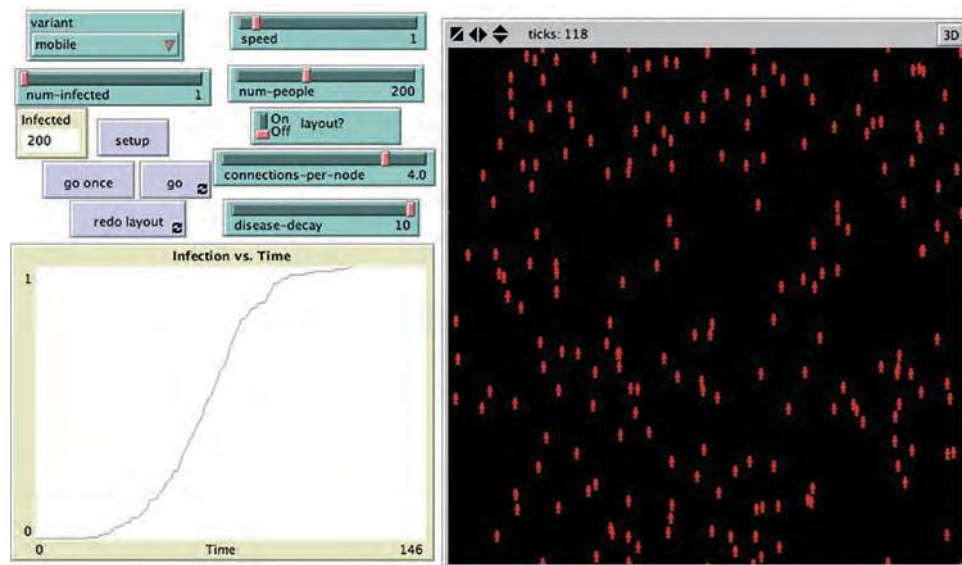 variant
mobile
speed 1
num-infected 1
num-people 200
Infected
200
setup
On
Off
layout?
go once
go
connections-per-node 4.0
redo layout
disease-decay 10
Infection vs. Time
1
0
0 Time 146
ticks: 118
3D